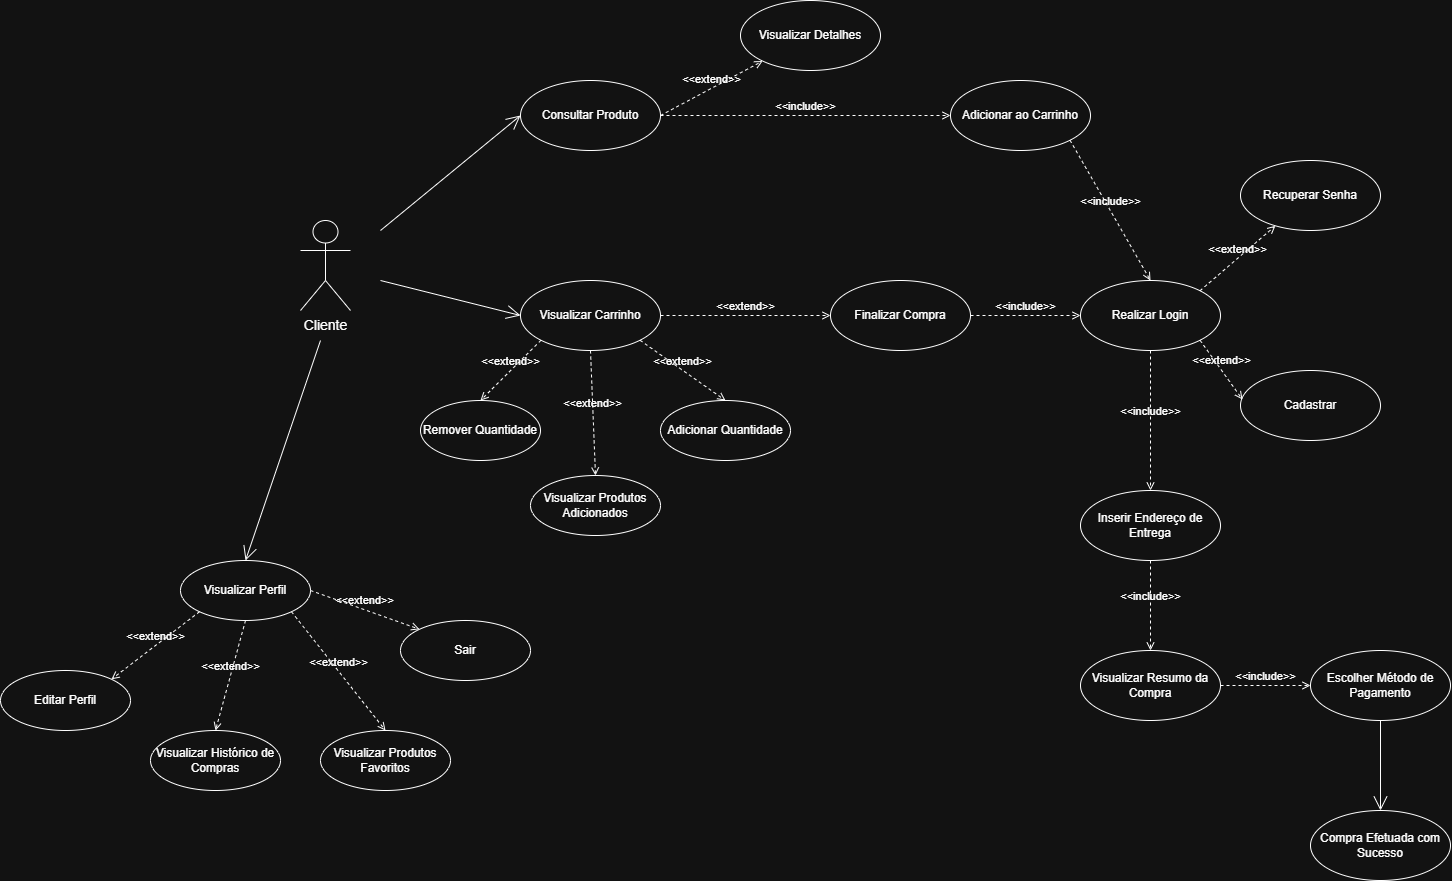 Visualizar Detalhes
<<extend>>
Consultar Produto
<<include>>
Adicionar ao Carrinho
<<include>>
Recuperar Senha
<<extend>>
Cliente
Visualizar Carrinho
<<extend>>
Finalizar Compra
<<include>>
Realizar Login
<<extend>>
<<extend>>
<<extend>>
<<extend>>
Cadastrar
<<include>>
Remover Quantidade
Adicionar Quantidade
Visualizar Produtos
Adicionados
Inserir Endereço de
Entrega
<<include>>
Visualizar Perfil
<<extend>>
<<extend>>
<<extend>>
<<extend>>
Sair
Editar Perfil
Visualizar Histórico de
Compras
Visualizar Produtos
Favoritos
Visualizar Resumo da
Compra
<<include>>
Escolher Método de
Pagamento
Compra Efetuada com
Sucesso